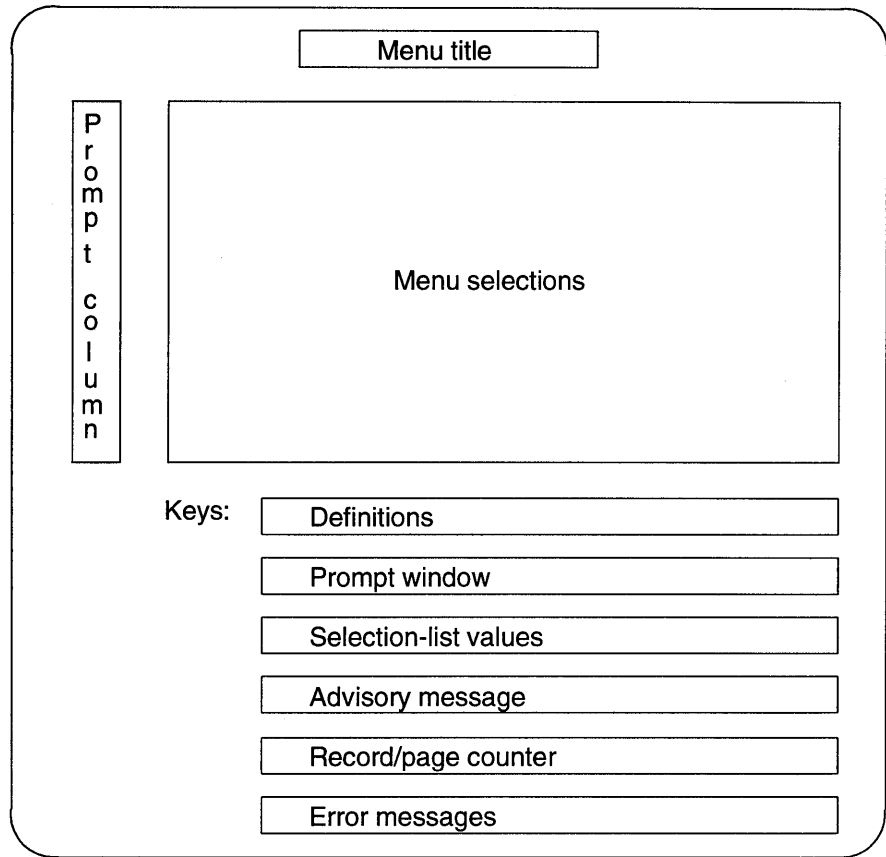 Menu title
Prompt column
Menu selections
Keys:
Definitions
Prompt window
Selection-list values
Advisory message
Record/page counter
Error messages